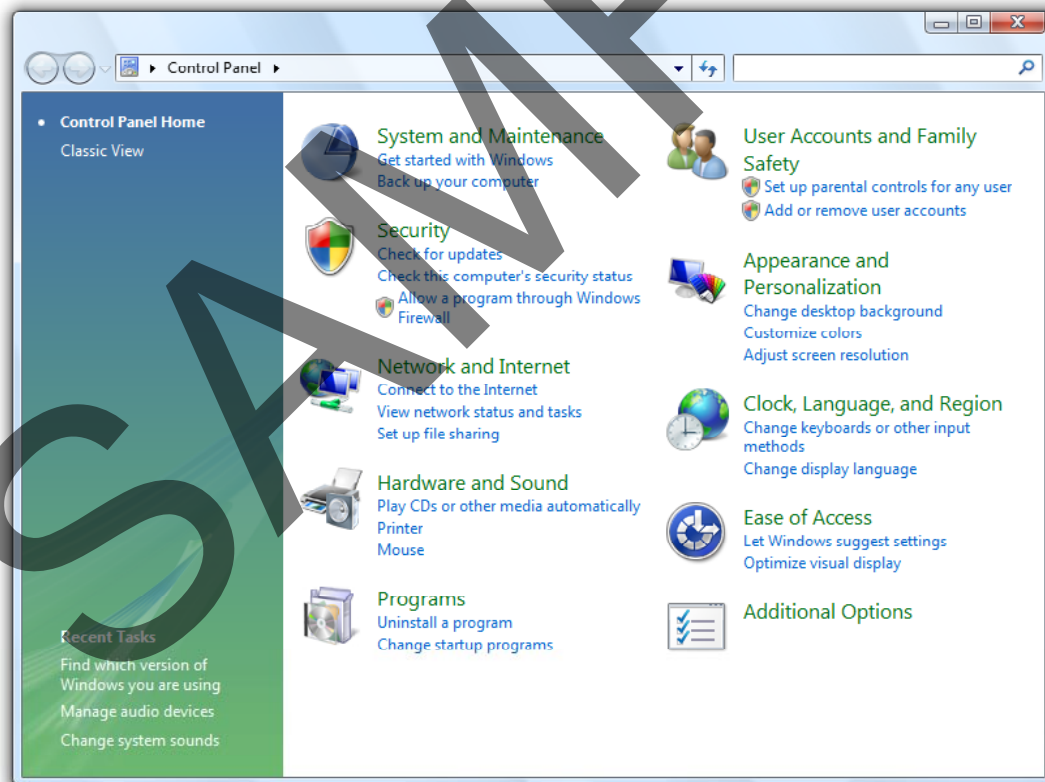 Control Panel
Control Panel Home
Classic View
Recent Tasks
Find which version of
Windows you are using
Manage audio devices
Change system sounds
System and Maintenance
Get started with Windows
Back up your computer
Security
Check for updates
Check this computer's security status
Allow a program through Windows
Firewall
Network and Internet
Connect to the Internet
View network status and tasks
Set up file sharing
Hardware and Sound
Play CDs or other media automatically
Printer
Mouse
Programs
Uninstall a program
Change startup programs
User Accounts and Family
Safety
Set up parental controls for any user
Add or remove user accounts
Appearance and
Personalization
Change desktop background
Customize colors
Adjust screen resolution
Clock, Language, and Region
Change keyboards or other input
methods
Change display language
Ease of Access
Let Windows suggest settings
Optimize visual display
Additional Options